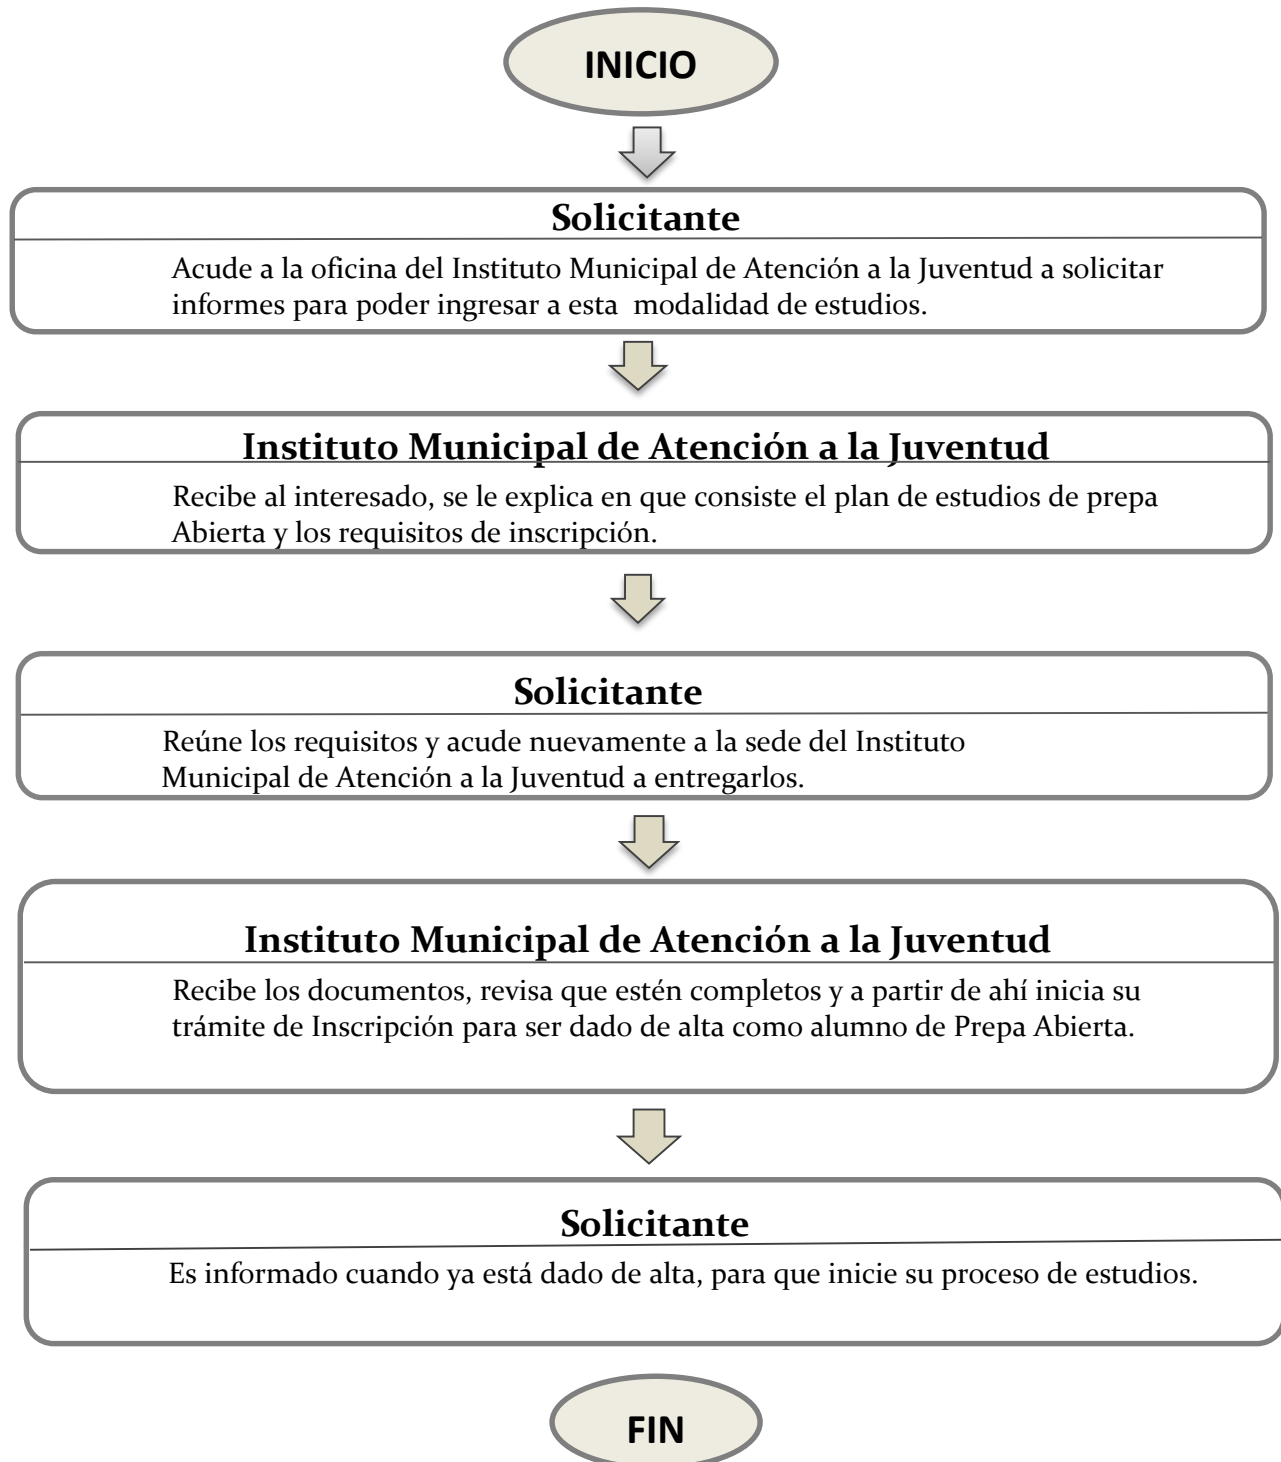 INICIO
Solicitante
Acude a la oficina del Instituto Municipal de Atención a la Juventud a solicitar
informes para poder ingresar a esta  modalidad de estudios.
Instituto Municipal de Atención a la Juventud
Recibe al interesado, se le explica en que consiste el plan de estudios de prepa
Abierta y los requisitos de inscripción.
Solicitante
Reúne los requisitos y acude nuevamente a la sede del Instituto
Municipal de Atención a la Juventud a entregarlos.
Instituto Municipal de Atención a la Juventud
Recibe los documentos, revisa que estén completos y a partir de ahí inicia su
trámite de Inscripción para ser dado de alta como alumno de Prepa Abierta.
Solicitante
Es informado cuando ya está dado de alta, para que inicie su proceso de estudios.
FIN